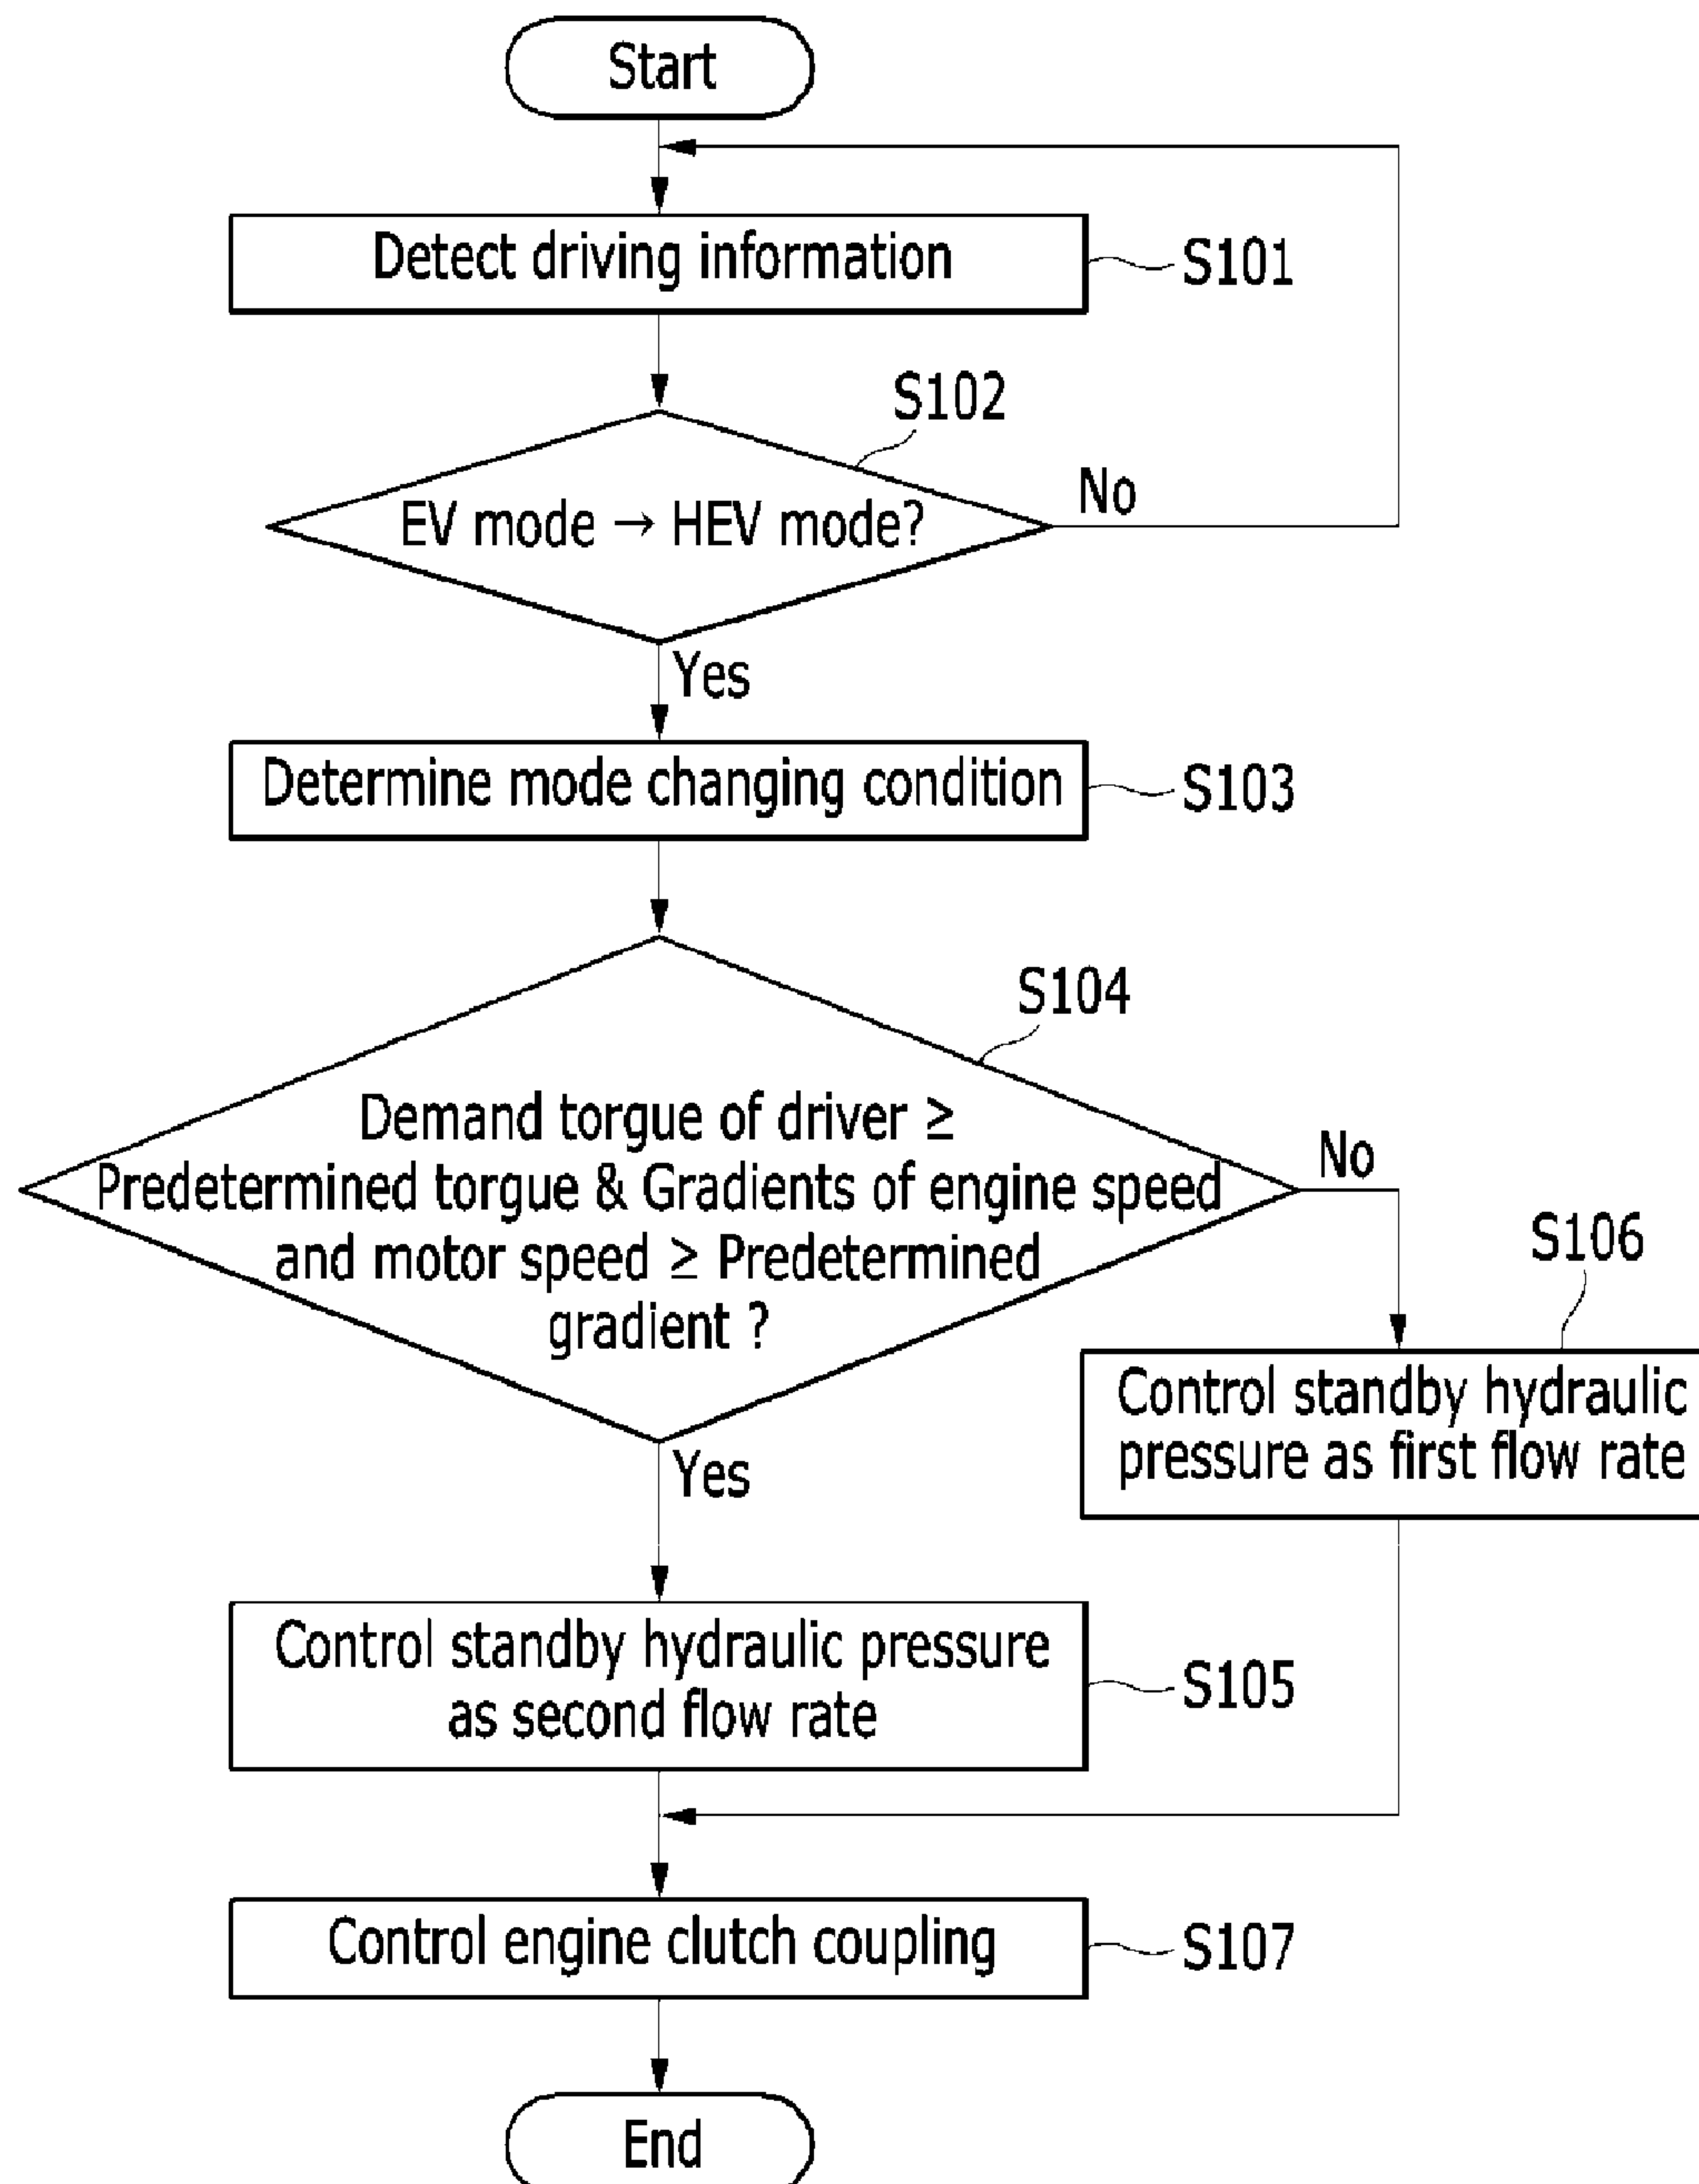 Start
Detect driving information
S101
S102
EV mode → HEV mode?
No
Yes
Determine mode changing condition
S103
S104
Demand torgue of driver ≥
Predetermined torgue & Gradients of engine speed
and motor speed ≥ Predetermined
gradient ?
No
S106
Control standby hydraulic
pressure as first flow rate
Yes
Control standby hydraulic pressure
as second flow rate
S105
Control engine clutch coupling
S107
End